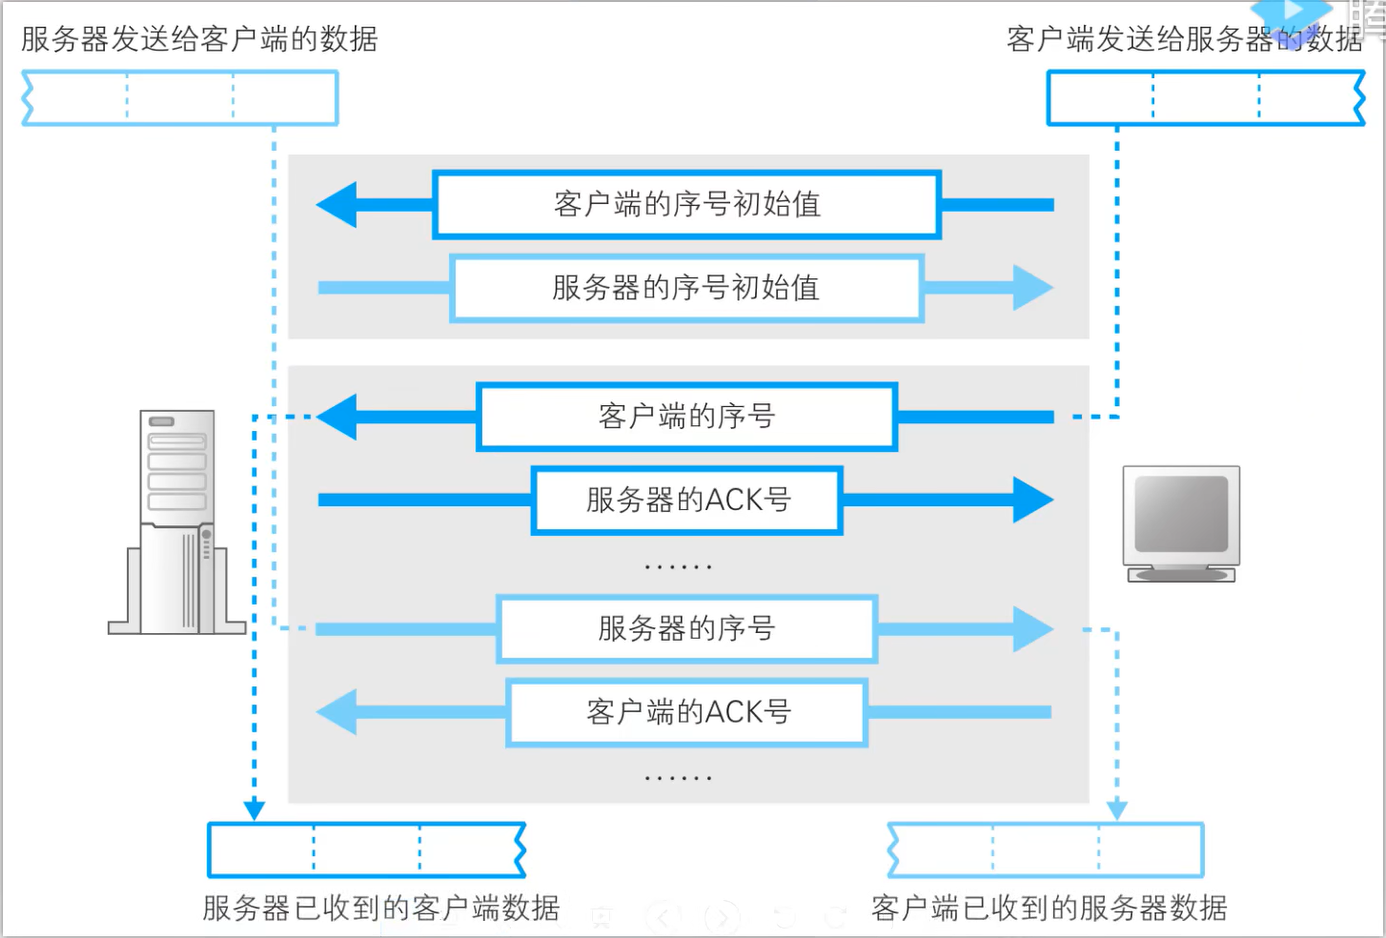 服务器发送给客户端的数据
客户端发送给服务器的数据
客户端的序号初始值
服务器的序号初始值
客户端的序号
服务器的ACK号
......
服务器的序号
客户端的ACK号
......
服务器已收到的客户端数据
客户端已收到的服务器数据